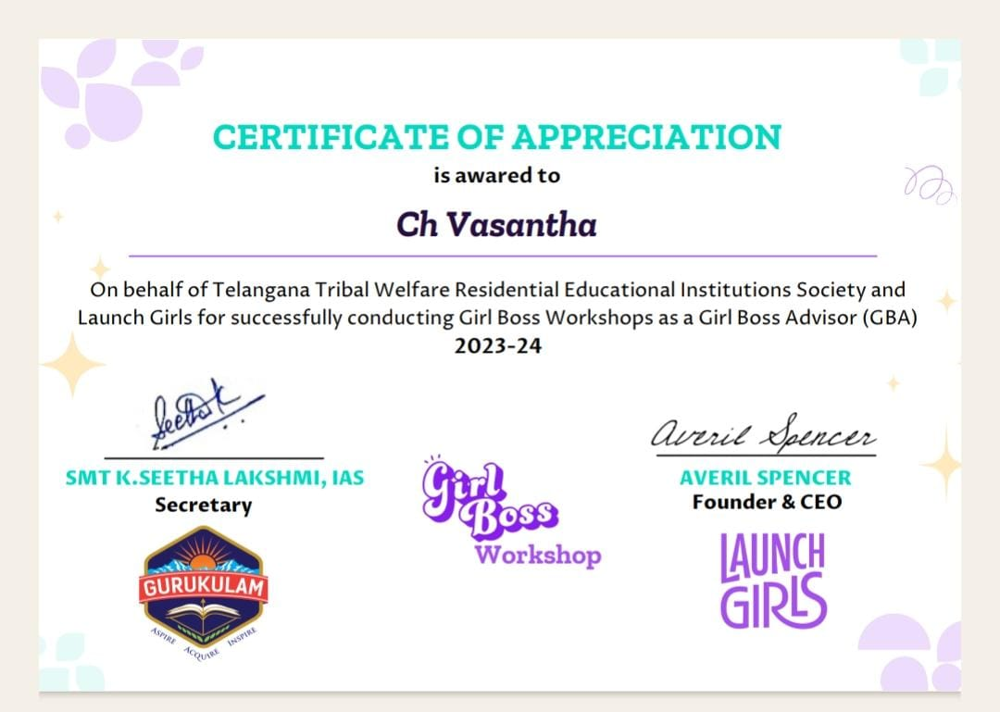 CERTIFICATE OF APPRECIATION
is awared to
Ch Vasantha
On behalf of Telangana Tribal Welfare Residential Educational Institutions Society and
Launch Girls for successfully conducting Girl Boss Workshops as a Girl Boss Advisor (GBA)
2023-24
Seetha K
Averil Spencer
SMT K.SEETHA LAKSHMI, IAS
Secretary
AVERIL SPENCER
Founder & CEO
Girl
Boss
Workshop
GURUKULAM
ASPIRE ACQUIRE INSPIRE
LAUNCH
GIRLS